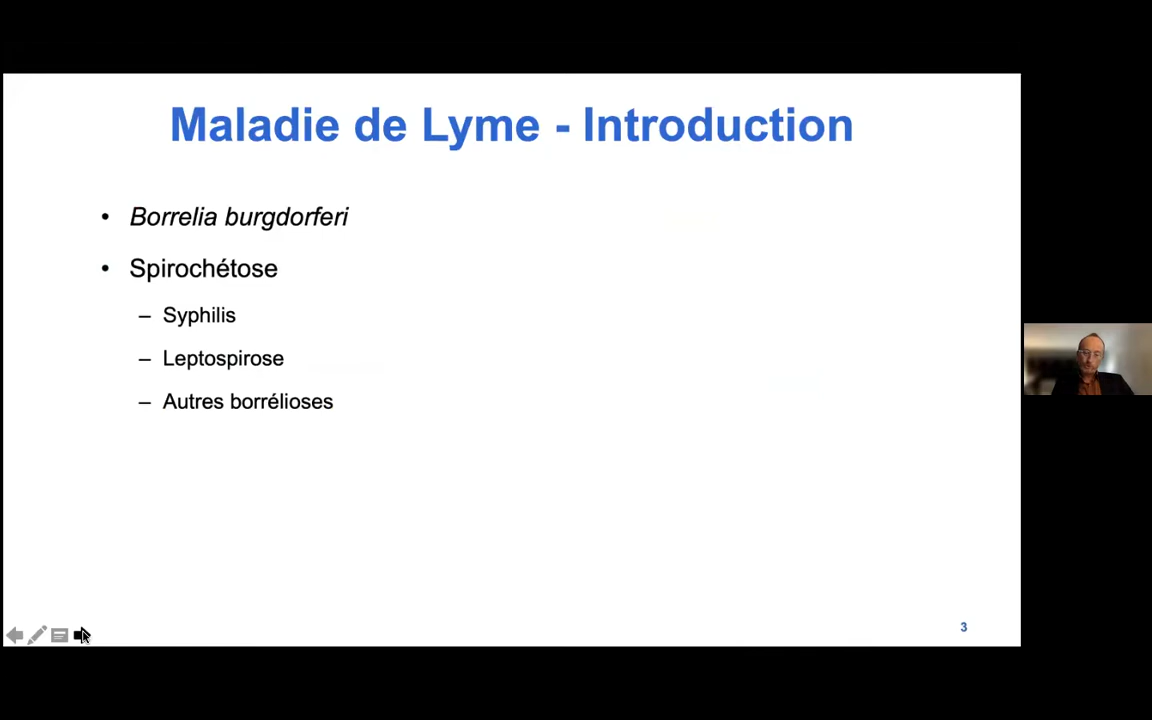 Maladie de Lyme - Introduction
• Borrelia burgdorferi
• Spirochétose
– Syphilis
– Leptospirose
– Autres borrélioses
3